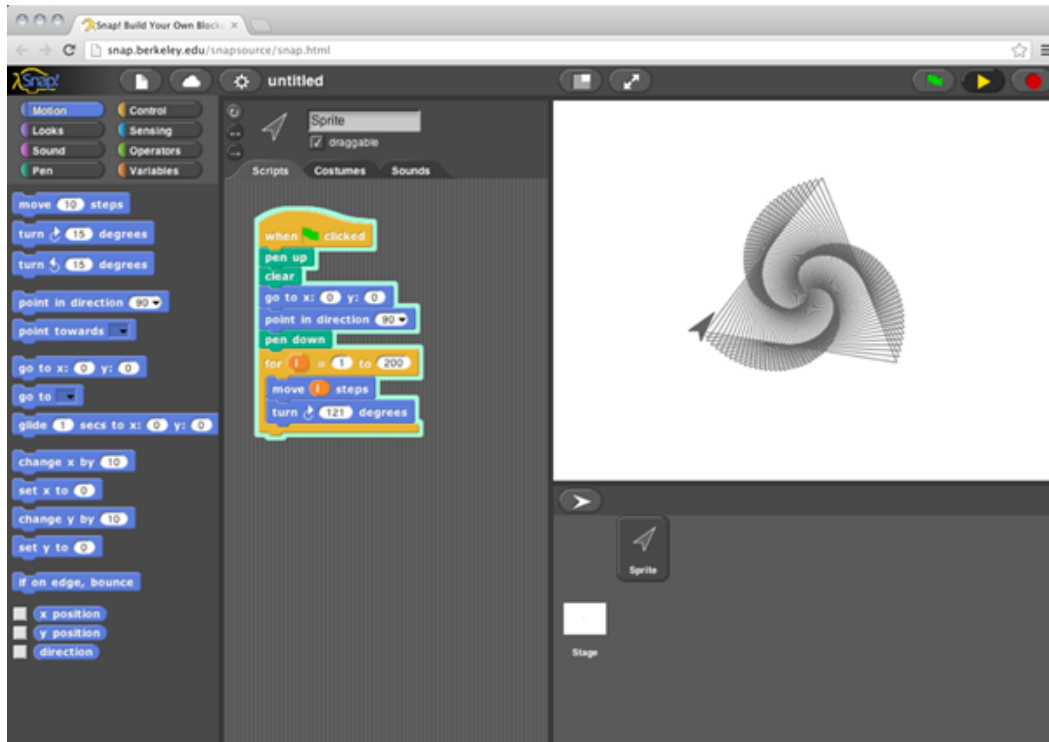 Snap! Build Your Own Blocks
snap.berkeley.edu/snapsource/snap.html
λSnap!
untitled
Motion
Control
Looks
Sensing
Sound
Operators
Pen
Variables
move 10 steps
turn 15 degrees
turn 15 degrees
point in direction 90
point towards
go to x: 0 y: 0
go to
glide 1 secs to x: 0 y: 0
change x by 10
set x to 0
change y by 10
set y to 0
if on edge, bounce
x position
y position
direction
Sprite
draggable
Scripts
Costumes
Sounds
when clicked
pen up
clear
go to x: 0 y: 0
point in direction 90
pen down
for i = 1 to 200
move i steps
turn 121 degrees
Sprite
Stage